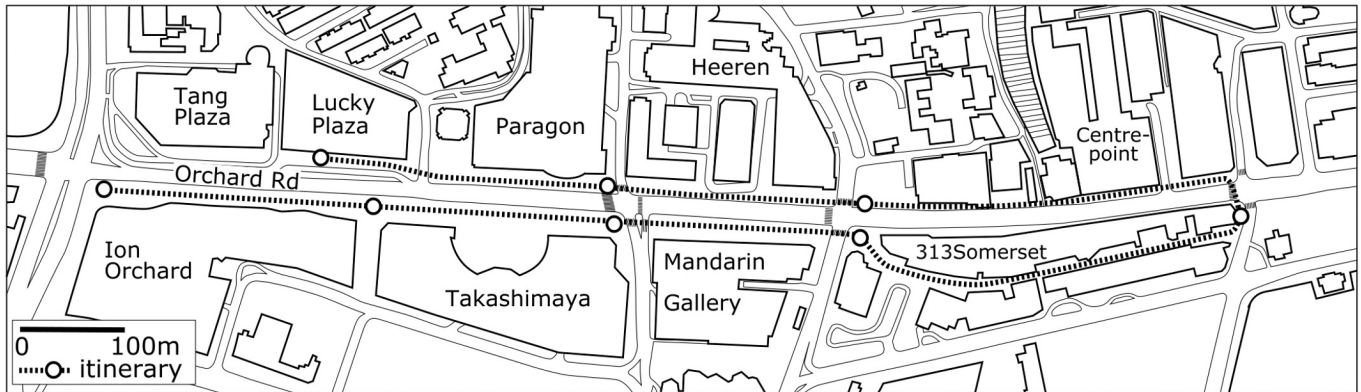 Heeren
Tang
Plaza
Lucky
Plaza
Paragon
Centre-
point
Orchard Rd
Ion
Orchard
Takashimaya
Mandarin
Gallery
313Somerset
0 100m
itinerary